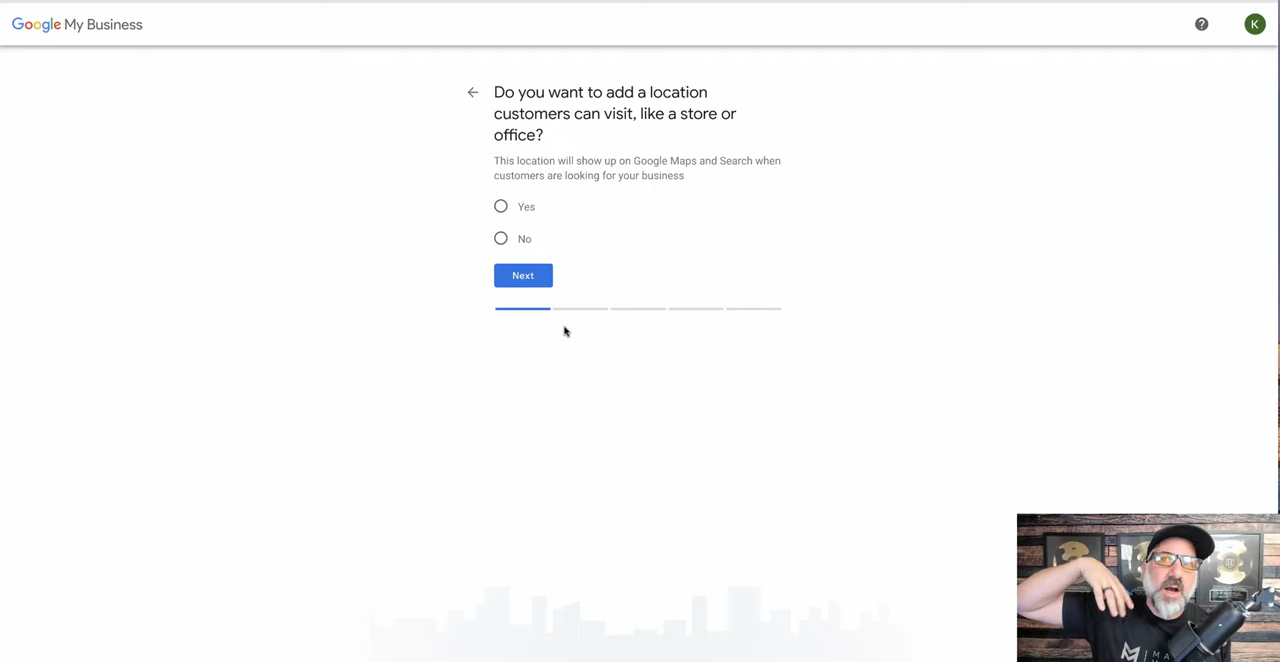 Google My Business
K
Do you want to add a location
customers can visit, like a store or
office?
This location will show up on Google Maps and Search when
customers are looking for your business
Yes
No
Next